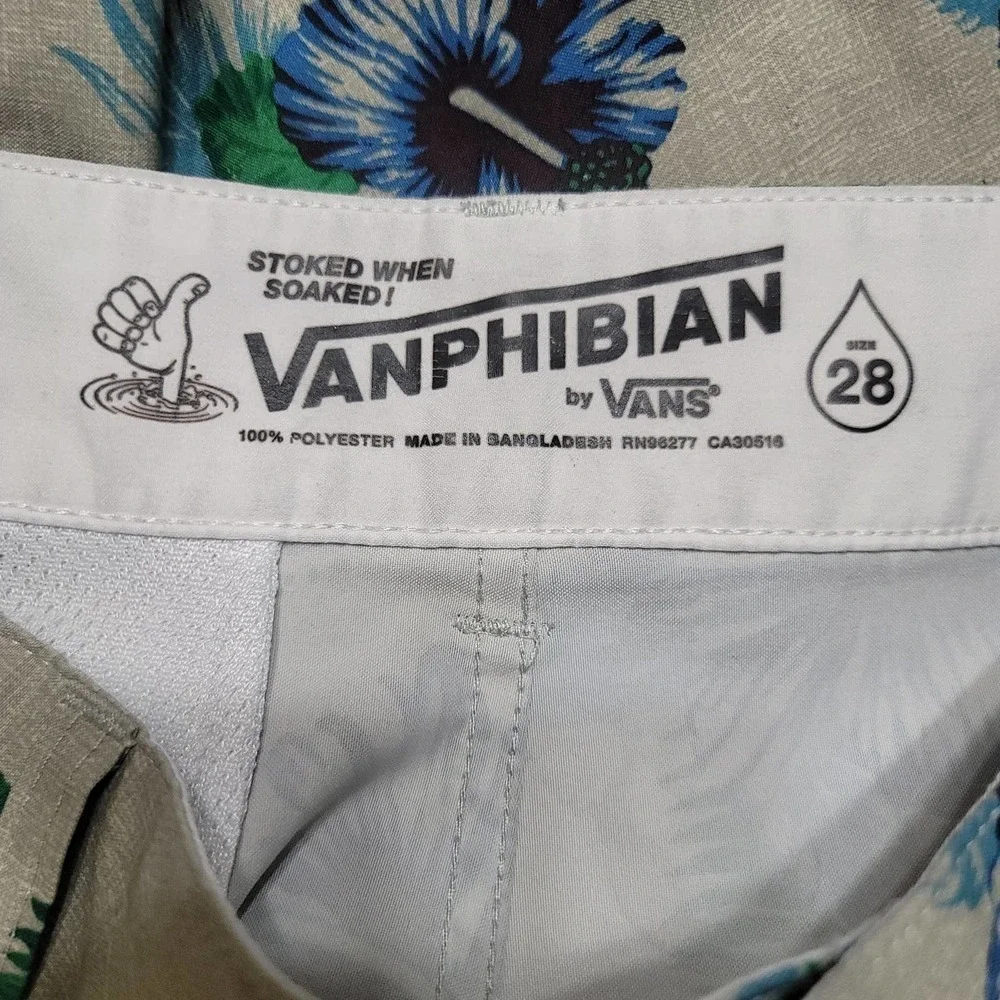 STOKED WHEN
SOAKED!
VANPHIBIAN
by VANS®
100% POLYESTER MADE IN BANGLADESH RN96277 CA30516
SIZE
28